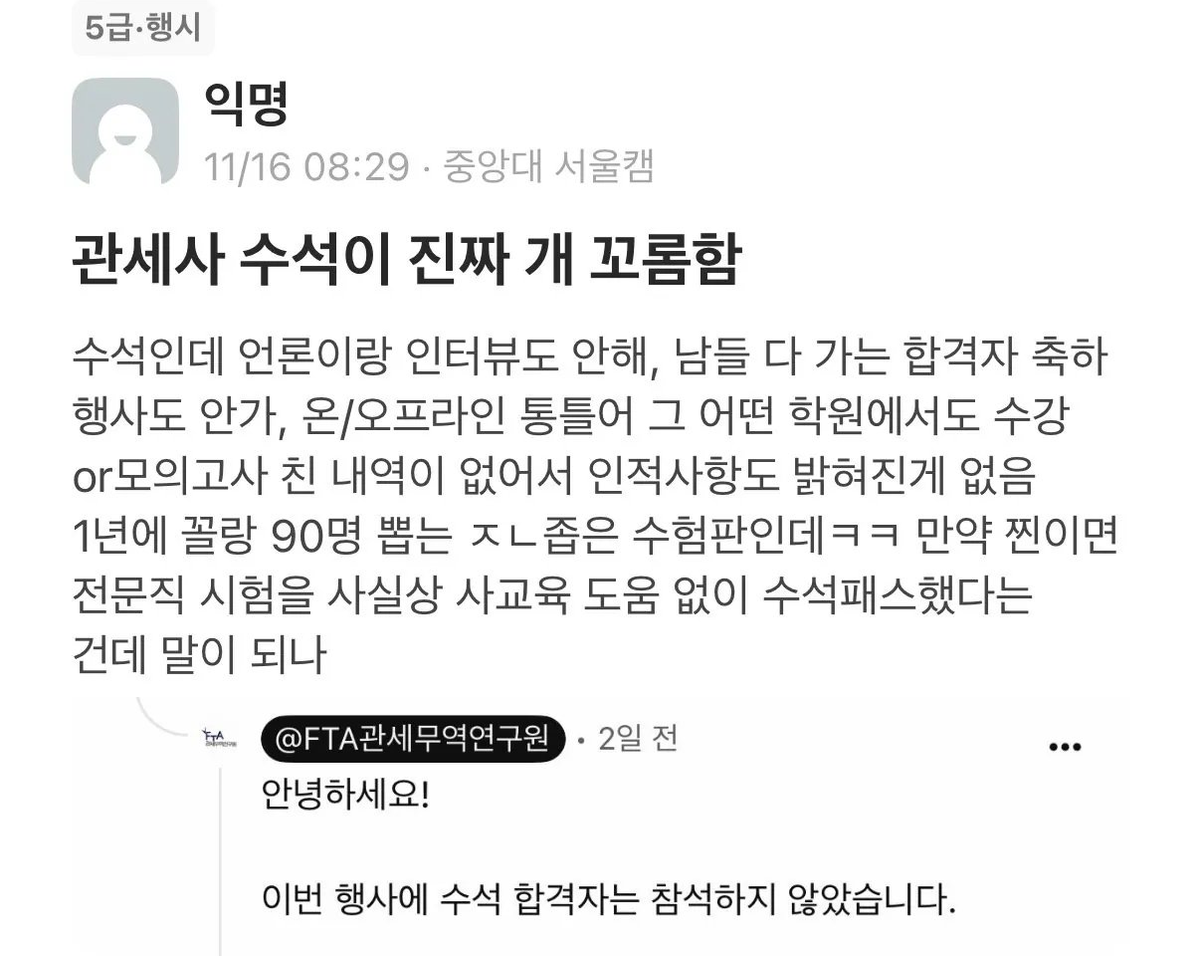 5급·행시
익명
11/16 08:29 · 중앙대 서울캠
관세사 수석이 진짜 개 꼬롬함
수석인데 언론이랑 인터뷰도 안해, 남들 다 가는 합격자 축하
행사도 안가, 온/오프라인 통틀어 그 어떤 학원에서도 수강
or모의고사 친 내역이 없어서 인적사항도 밝혀진게 없음
1년에 꼴랑 90명 뽑는 ㅈㄴ좁은 수험판인데ㅋㅋ 만약 찐이면
전문직 시험을 사실상 사교육 도움 없이 수석패스했다는
건데 말이 되나
FTA
@FTA관세무역연구원 · 2일 전
안녕하세요!
이번 행사에 수석 합격자는 참석하지 않았습니다.